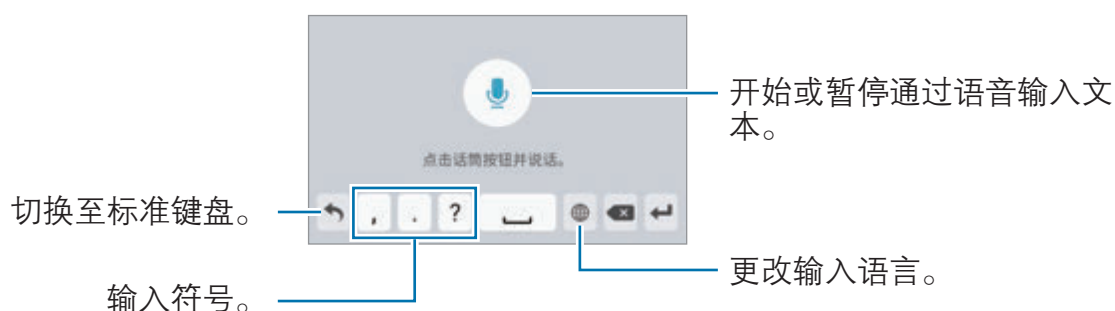 开始或暂停通过语音输入文
本。
点击话筒按钮并说话。
切换至标准键盘。
, . ?
更改输入语言。
输入符号。